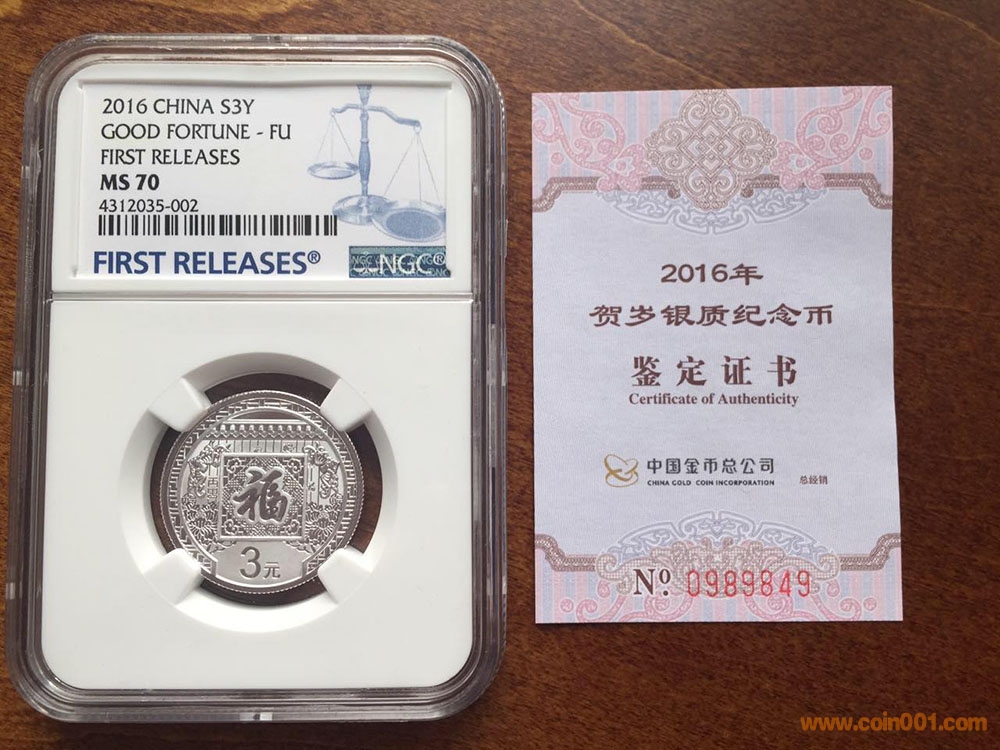 2016 CHINA S3Y
GOOD FORTUNE - FU
FIRST RELEASES
MS 70
4312035-002
FIRST RELEASES®
NGC®
福
3元
2016年
贺岁银质纪念币
鉴定证书
Certificate of Authenticity
中国金币总公司
CHINA GOLD COIN INCORPORATION
总经销
No. 0989849
www.coin001.com